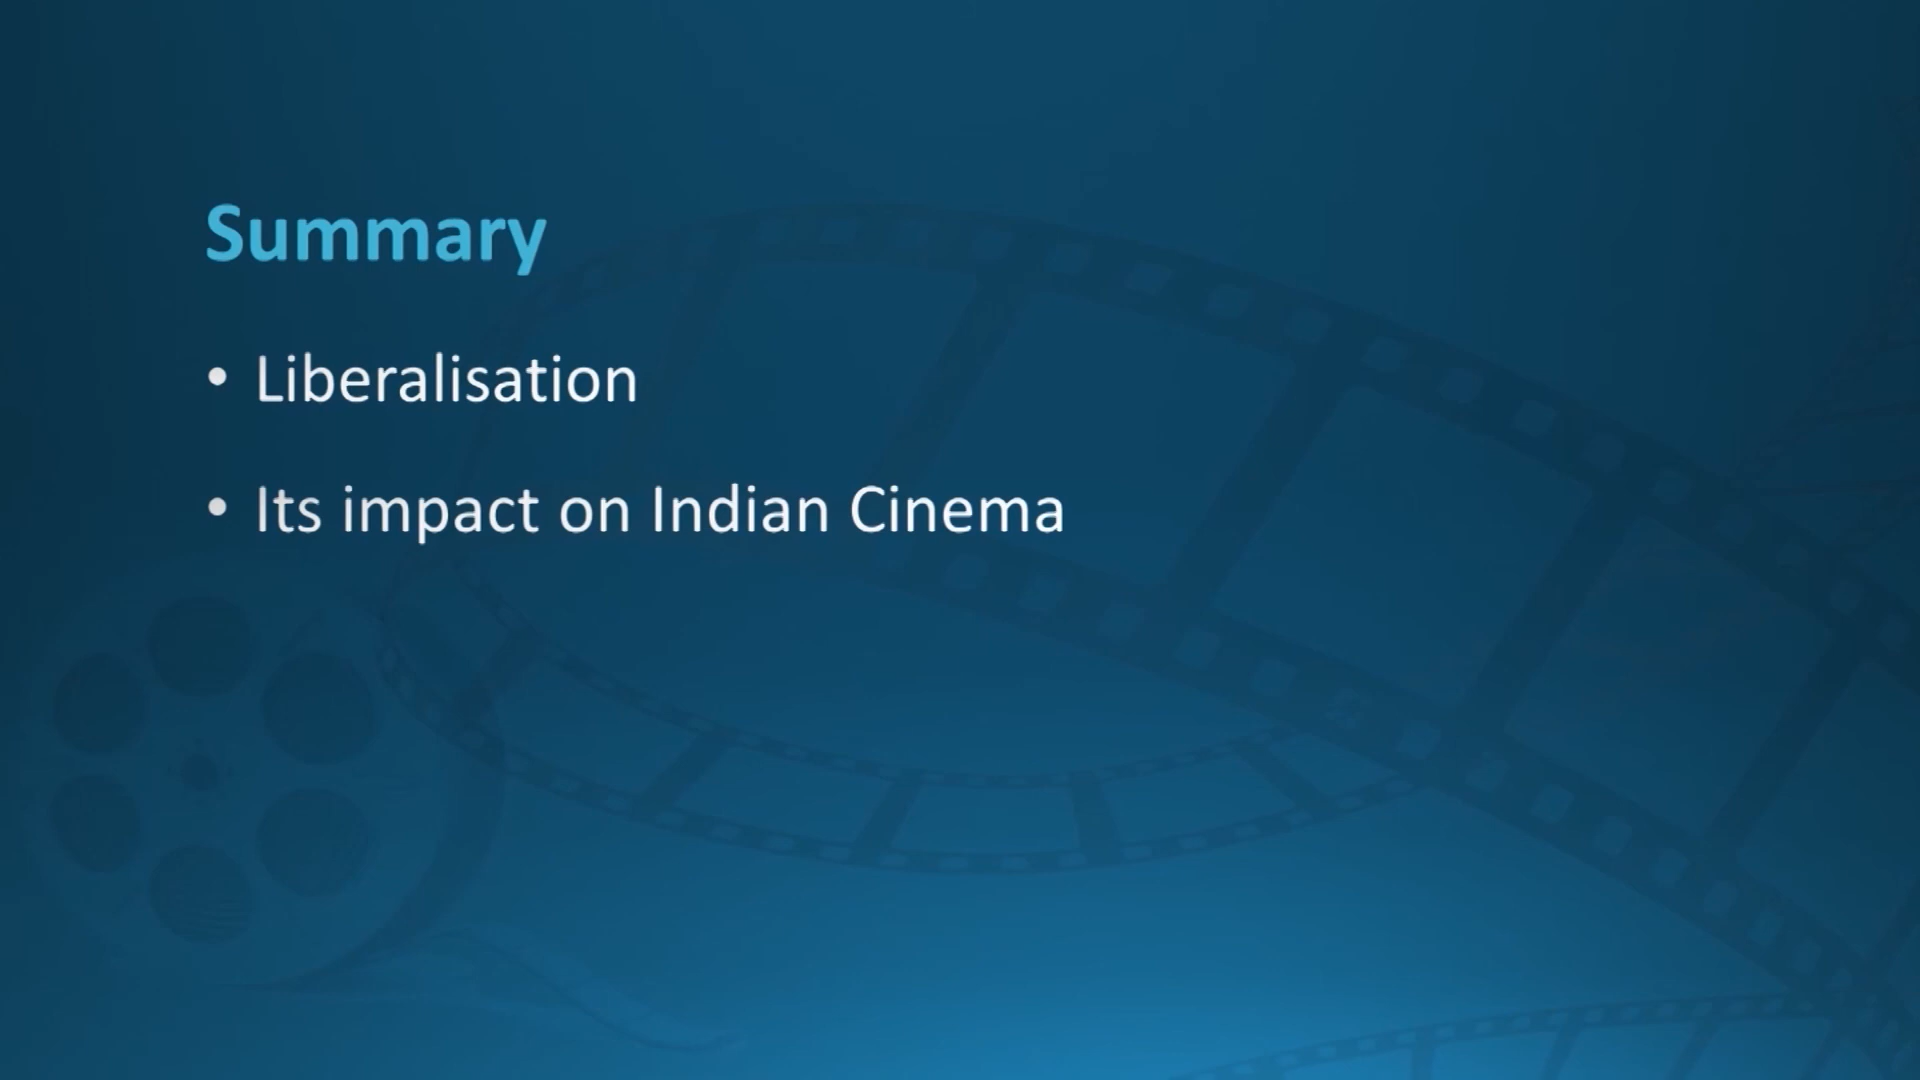 Summary
• Liberalisation
• Its impact on Indian Cinema